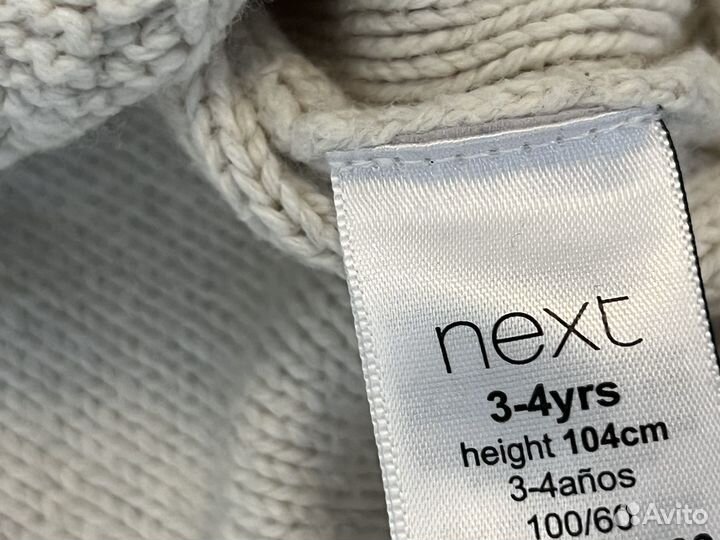 next
3-4yrs
height 104cm
3-4años
100/60
Avito